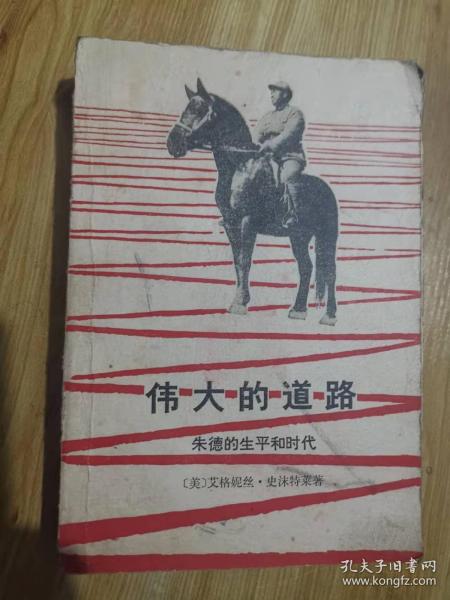 伟大的道路
朱德的生平和时代
〔美〕艾格妮丝·史沫特莱著
孔夫子旧书网
www.kongfz.com